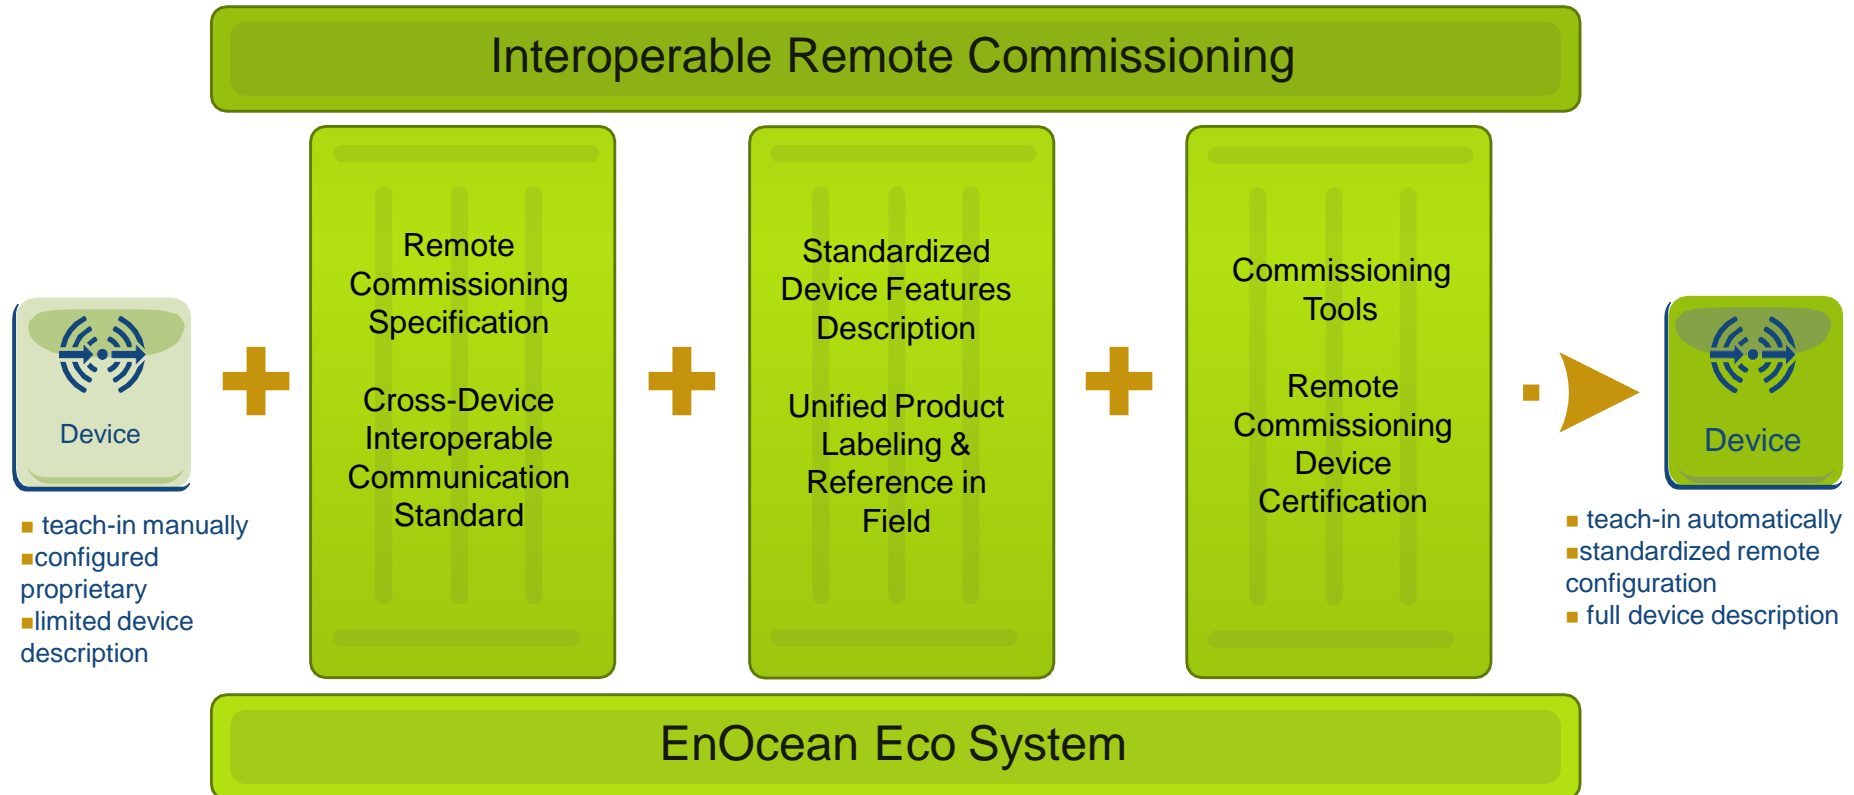 Interoperable Remote Commissioning
Device
■ teach-in manually
■configured
proprietary
■limited device
description
Remote
Commissioning
Specification
Cross-Device
Interoperable
Communication
Standard
Standardized
Device Features
Description
Unified Product
Labeling &
Reference in
Field
Commissioning
Tools
Remote
Commissioning
Device
Certification
Device
■ teach-in automatically
■standardized remote
configuration
■ full device description
EnOcean Eco System